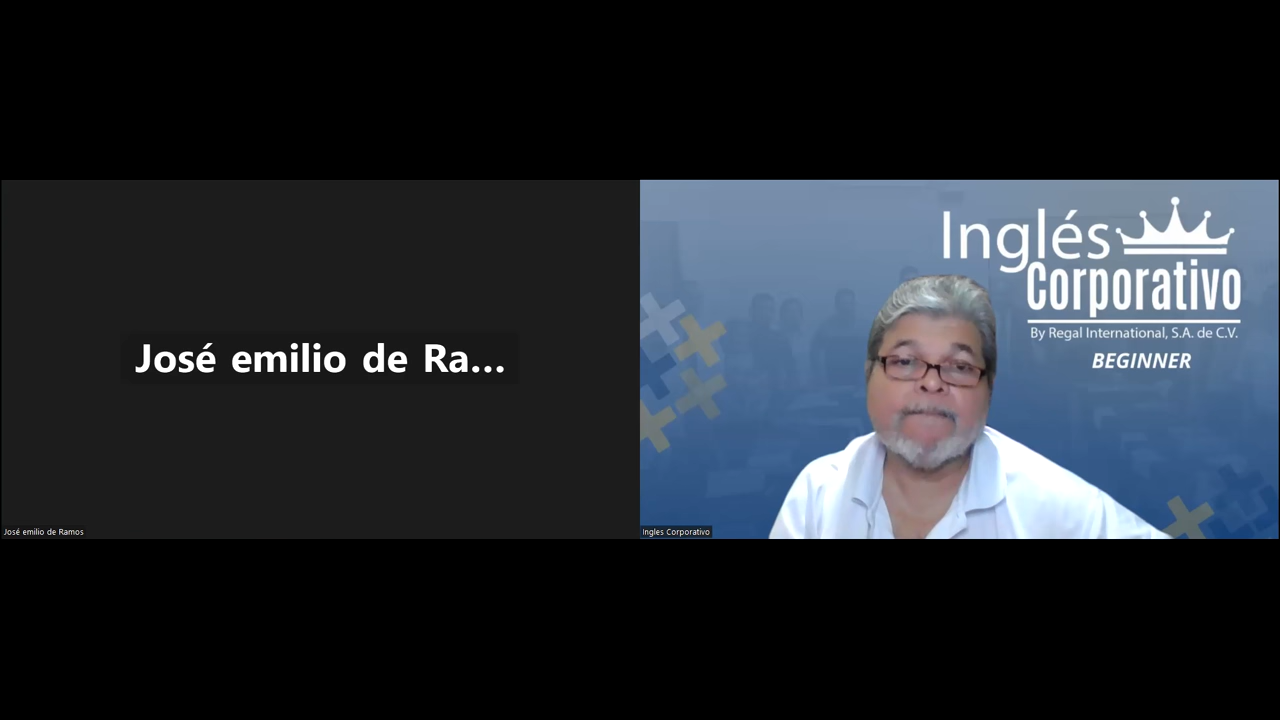 José emilio de Ra...
José emilio de Ramos
Inglés
Corporativo
By Regal International, S.A. de C.V.
BEGINNER
Ingles Corporativo